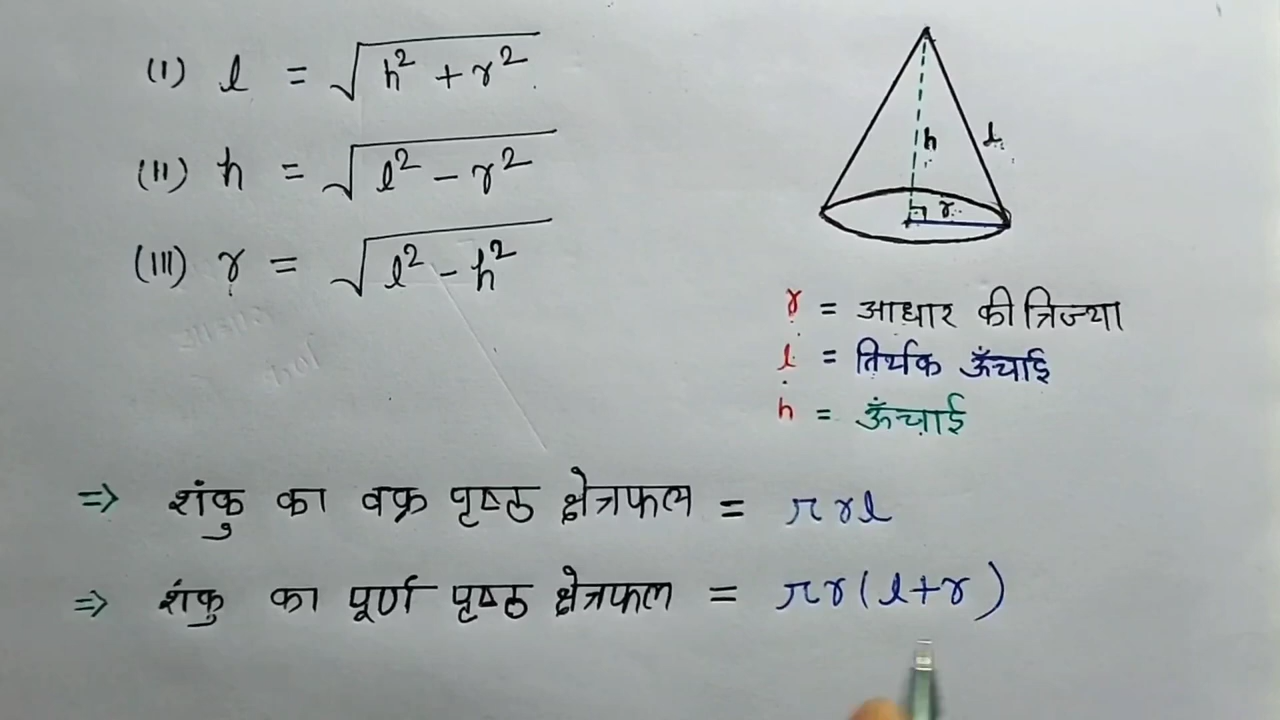 (I) l = √h² + r²
(II) h = √l² - r²
(III) r = √l² - h²
h
l
r
r = आधार की त्रिज्या
l = तिर्यक ऊँचाई
h = ऊँचाई
⇒ शंकु का वक्र पृष्ठ क्षेत्रफल = πrl
⇒ शंकु का पूर्ण पृष्ठ क्षेत्रफल = πr(l+r)